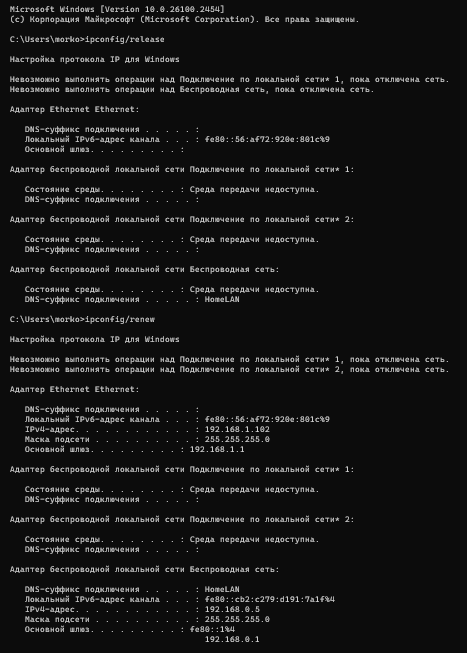 Microsoft Windows [Version 10.0.26100.2454]
(c) Корпорация Майкрософт (Microsoft Corporation). Все права защищены.
C:\Users\morko>ipconfig/release
Настройка протокола IP для Windows
Невозможно выполнять операции над Подключение по локальной сети* 1, пока отключена сеть.
Невозможно выполнять операции над Беспроводная сеть, пока отключена сеть.
Адаптер Ethernet Ethernet:
DNS-суффикс подключения . . . . . :
Локальный IPv6-адрес канала . . . : fe80::56:af72:920e:801c%9
Основной шлюз. . . . . . . . . :
Адаптер беспроводной локальной сети Подключение по локальной сети* 1:
Состояние среды. . . . . . . . : Среда передачи недоступна.
DNS-суффикс подключения . . . . . :
Адаптер беспроводной локальной сети Подключение по локальной сети* 2:
Состояние среды. . . . . . . . : Среда передачи недоступна.
DNS-суффикс подключения . . . . . :
Адаптер беспроводной локальной сети Беспроводная сеть:
Состояние среды. . . . . . . . : Среда передачи недоступна.
DNS-суффикс подключения . . . . . : HomeLAN
C:\Users\morko>ipconfig/renew
Настройка протокола IP для Windows
Невозможно выполнять операции над Подключение по локальной сети* 1, пока отключена сеть.
Невозможно выполнять операции над Подключение по локальной сети* 2, пока отключена сеть.
Адаптер Ethernet Ethernet:
DNS-суффикс подключения . . . . . :
Локальный IPv6-адрес канала . . . : fe80::56:af72:920e:801c%9
IPv4-адрес. . . . . . . . . . . . : 192.168.1.102
Маска подсети . . . . . . . . . . : 255.255.255.0
Основной шлюз. . . . . . . . . : 192.168.1.1
Адаптер беспроводной локальной сети Подключение по локальной сети* 1:
Состояние среды. . . . . . . . : Среда передачи недоступна.
DNS-суффикс подключения . . . . . :
Адаптер беспроводной локальной сети Подключение по локальной сети* 2:
Состояние среды. . . . . . . . : Среда передачи недоступна.
DNS-суффикс подключения . . . . . :
Адаптер беспроводной локальной сети Беспроводная сеть:
DNS-суффикс подключения . . . . . : HomeLAN
Локальный IPv6-адрес канала . . . : fe80::cb2:c279:d191:7a1f%4
IPv4-адрес. . . . . . . . . . . . : 192.168.0.5
Маска подсети . . . . . . . . . . : 255.255.255.0
Основной шлюз. . . . . . . . . : fe80::1%4
192.168.0.1